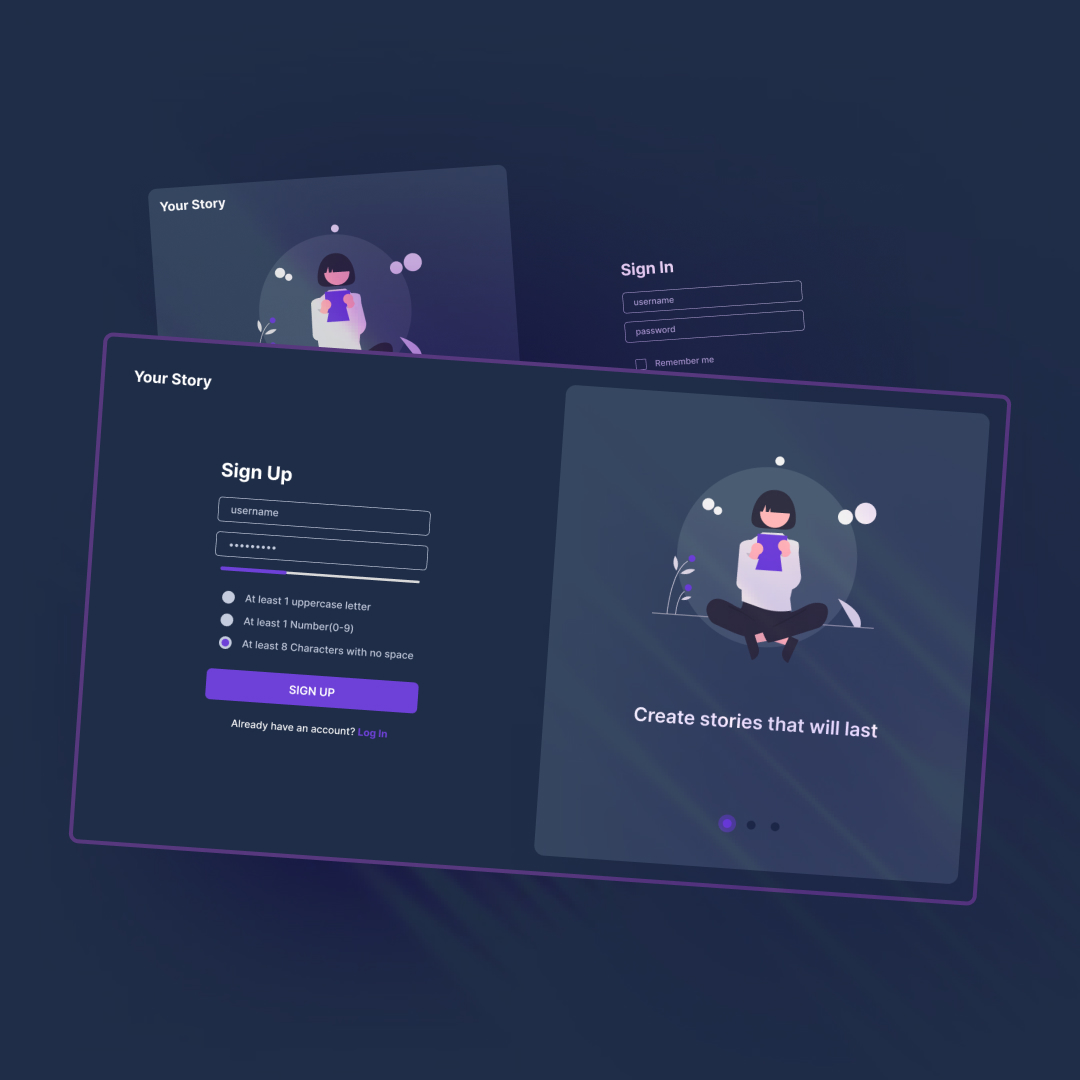 Your Story
Sign In
username
password
Remember me
Your Story
Sign Up
username
•••••••••
At least 1 uppercase letter
At least 1 Number(0-9)
At least 8 Characters with no space
SIGN UP
Already have an account? Log In
Create stories that will last